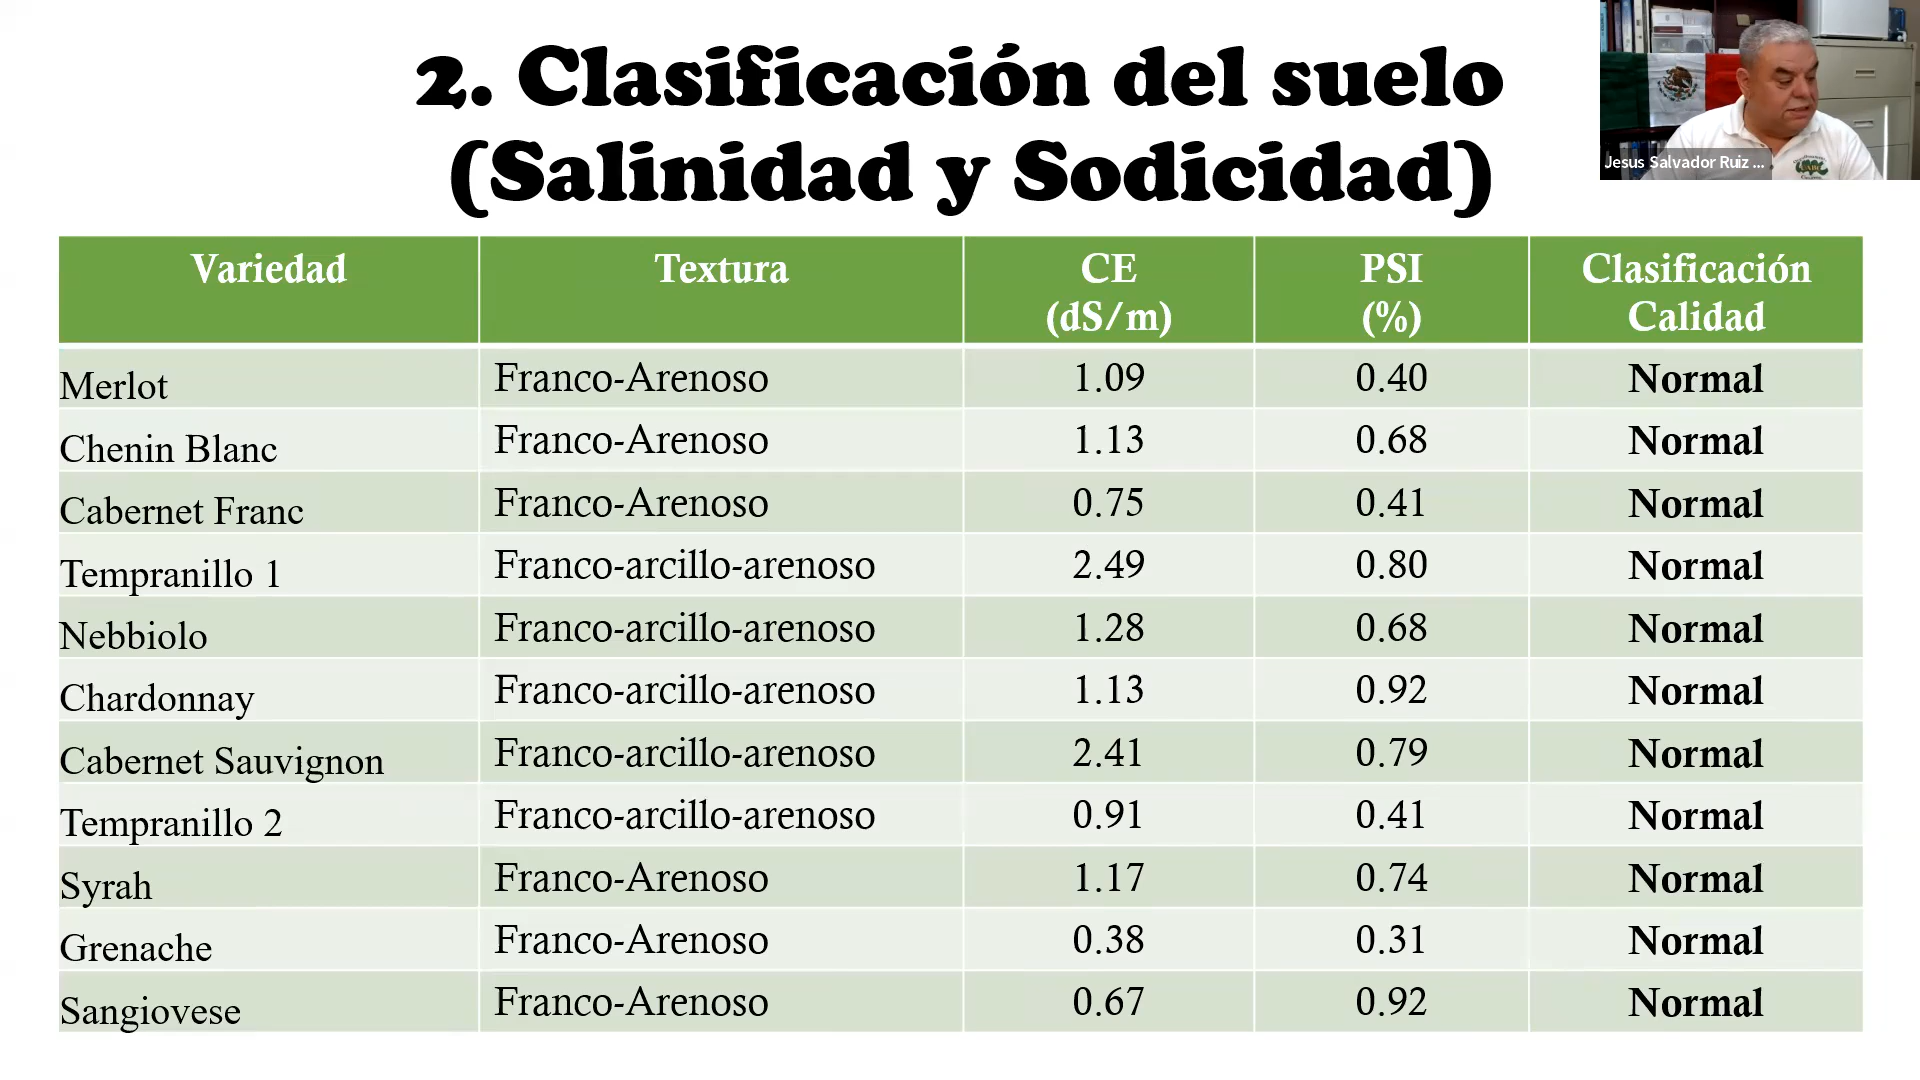 2. Clasificación del suelo
(Salinidad y Sodicidad)
Jesus Salvador Ruiz ...
Variedad Textura CE (dS/m) PSI (%) Clasificación Calidad
Merlot Franco-Arenoso 1.09 0.40 Normal
Chenin Blanc Franco-Arenoso 1.13 0.68 Normal
Cabernet Franc Franco-Arenoso 0.75 0.41 Normal
Tempranillo 1 Franco-arcillo-arenoso 2.49 0.80 Normal
Nebbiolo Franco-arcillo-arenoso 1.28 0.68 Normal
Chardonnay Franco-arcillo-arenoso 1.13 0.92 Normal
Cabernet Sauvignon Franco-arcillo-arenoso 2.41 0.79 Normal
Tempranillo 2 Franco-arcillo-arenoso 0.91 0.41 Normal
Syrah Franco-Arenoso 1.17 0.74 Normal
Grenache Franco-Arenoso 0.38 0.31 Normal
Sangiovese Franco-Arenoso 0.67 0.92 Normal